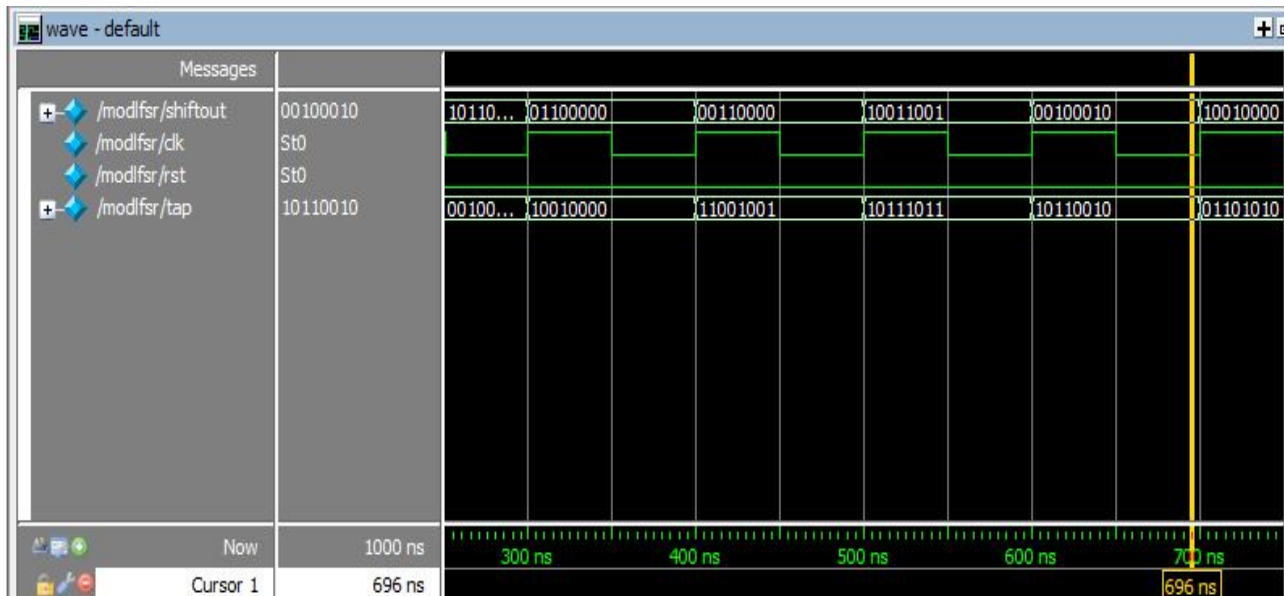 wave - default
Messages
/modlfsr/shiftout 00100010 10110... 01100000 00110000 10011001 00100010 10010000
/modlfsr/clk St0
/modlfsr/rst St0
/modlfsr/tap 10110010 00100... 10010000 11001001 10111011 10110010 01101010
Now 1000 ns 300 ns 400 ns 500 ns 600 ns 700 ns
Cursor 1 696 ns 696 ns